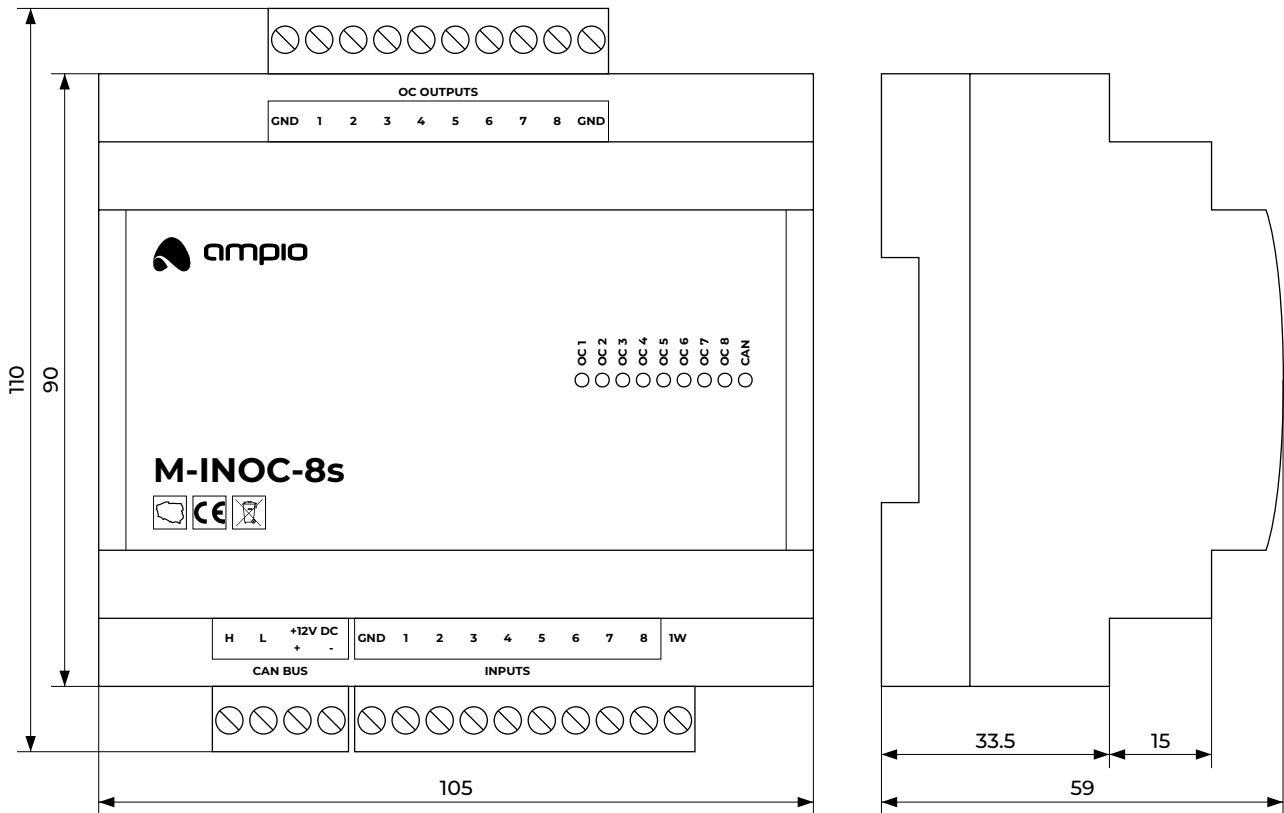 OC OUTPUTS
GND 1 2 3 4 5 6 7 8 GND
ampio
OC 1
OC 2
OC 3
OC 4
OC 5
OC 6
OC 7
OC 8
CAN
110
90
M-INOC-8s
CE
H L +12V DC
+ -
GND 1 2 3 4 5 6 7 8 1W
CAN BUS
INPUTS
33.5
15
105
59